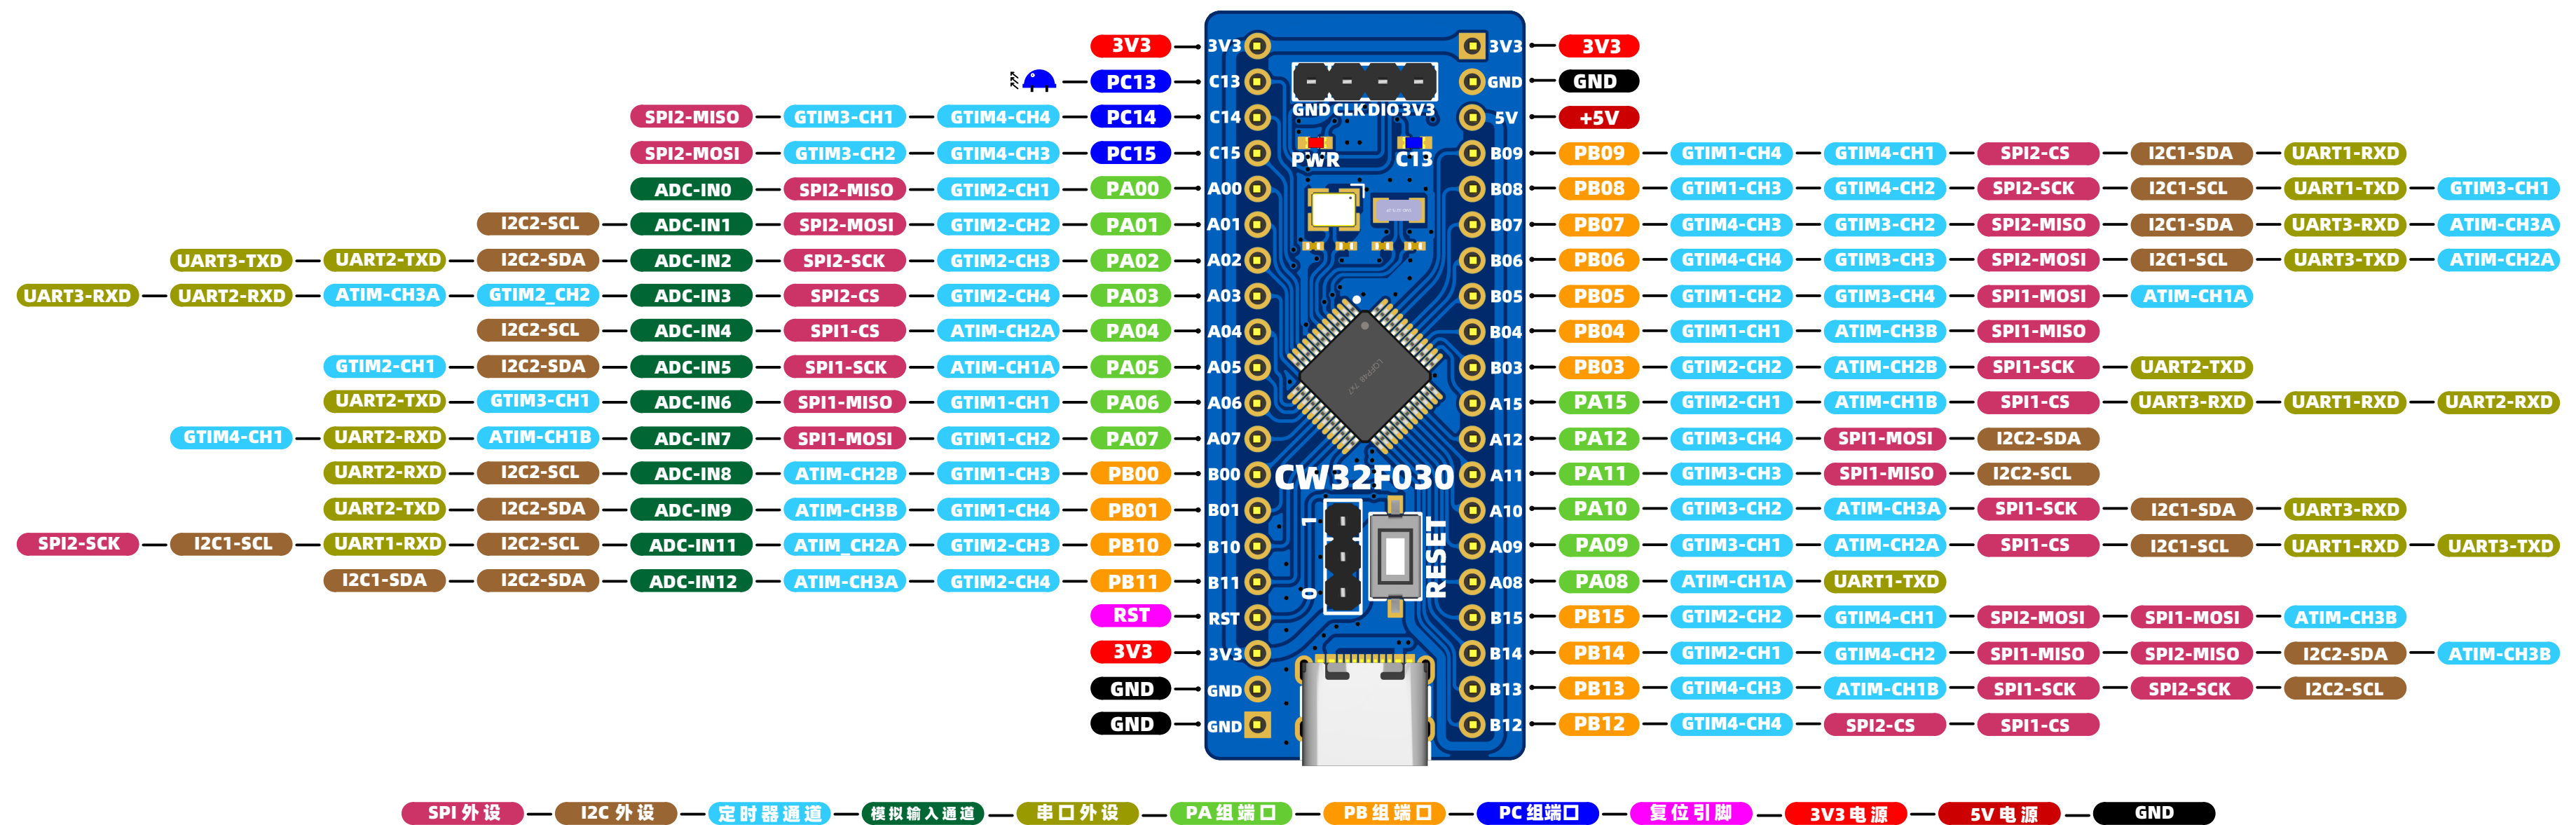 3V3 3V3 3V3 3V3
PC13 C13 GND GND
GND CLK DIO 3V3
SPI2-MISO GTIM3-CH1 GTIM4-CH4 PC14 C14 5V +5V
SPI2-MOSI GTIM3-CH2 GTIM4-CH3 PC15 C15 PWR C13 B09 PB09 GTIM1-CH4 GTIM4-CH1 SPI2-CS I2C1-SDA UART1-RXD
ADC-IN0 SPI2-MISO GTIM2-CH1 PA00 A00 B08 PB08 GTIM1-CH3 GTIM4-CH2 SPI2-SCK I2C1-SCL UART1-TXD GTIM3-CH1
I2C2-SCL ADC-IN1 SPI2-MOSI GTIM2-CH2 PA01 A01 B07 PB07 GTIM4-CH3 GTIM3-CH2 SPI2-MISO I2C1-SDA UART3-RXD ATIM-CH3A
UART3-TXD UART2-TXD I2C2-SDA ADC-IN2 SPI2-SCK GTIM2-CH3 PA02 A02 B06 PB06 GTIM4-CH4 GTIM3-CH3 SPI2-MOSI I2C1-SCL UART3-TXD ATIM-CH2A
UART3-RXD UART2-RXD ATIM-CH3A GTIM2_CH2 ADC-IN3 SPI2-CS GTIM2-CH4 PA03 A03 B05 PB05 GTIM1-CH2 GTIM3-CH4 SPI1-MOSI ATIM-CH1A
I2C2-SCL ADC-IN4 SPI1-CS ATIM-CH2A PA04 A04 B04 PB04 GTIM1-CH1 ATIM-CH3B SPI1-MISO
GTIM2-CH1 I2C2-SDA ADC-IN5 SPI1-SCK ATIM-CH1A PA05 A05 B03 PB03 GTIM2-CH2 ATIM-CH2B SPI1-SCK UART2-TXD
UART2-TXD GTIM3-CH1 ADC-IN6 SPI1-MISO GTIM1-CH1 PA06 A06 A15 PA15 GTIM2-CH1 ATIM-CH1B SPI1-CS UART3-RXD UART1-RXD UART2-RXD
GTIM4-CH1 UART2-RXD ATIM-CH1B ADC-IN7 SPI1-MOSI GTIM1-CH2 PA07 A07 A12 PA12 GTIM3-CH4 SPI1-MOSI I2C2-SDA
UART2-RXD I2C2-SCL ADC-IN8 ATIM-CH2B GTIM1-CH3 PB00 B00 CW32F030 A11 PA11 GTIM3-CH3 SPI1-MISO I2C2-SCL
UART2-TXD I2C2-SDA ADC-IN9 ATIM-CH3B GTIM1-CH4 PB01 B01 1 A10 PA10 GTIM3-CH2 ATIM-CH3A SPI1-SCK I2C1-SDA UART3-RXD
SPI2-SCK I2C1-SCL UART1-RXD I2C2-SCL ADC-IN11 ATIM_CH2A GTIM2-CH3 PB10 B10 RESET A09 PA09 GTIM3-CH1 ATIM-CH2A SPI1-CS I2C1-SCL UART1-RXD UART3-TXD
I2C1-SDA I2C2-SDA ADC-IN12 ATIM-CH3A GTIM2-CH4 PB11 B11 0 A08 PA08 ATIM-CH1A UART1-TXD
RST RST B15 PB15 GTIM2-CH2 GTIM4-CH1 SPI2-MOSI SPI1-MOSI ATIM-CH3B
3V3 3V3 B14 PB14 GTIM2-CH1 GTIM4-CH2 SPI1-MISO SPI2-MISO I2C2-SDA ATIM-CH3B
GND GND B13 PB13 GTIM4-CH3 ATIM-CH1B SPI1-SCK SPI2-SCK I2C2-SCL
GND GND B12 PB12 GTIM4-CH4 SPI2-CS SPI1-CS
SPI 外设 I2C 外设 定时器通道 模拟输入通道 串口外设 PA 组端口 PB 组端口 PC 组端口 复位引脚 3V3 电源 5V 电源 GND